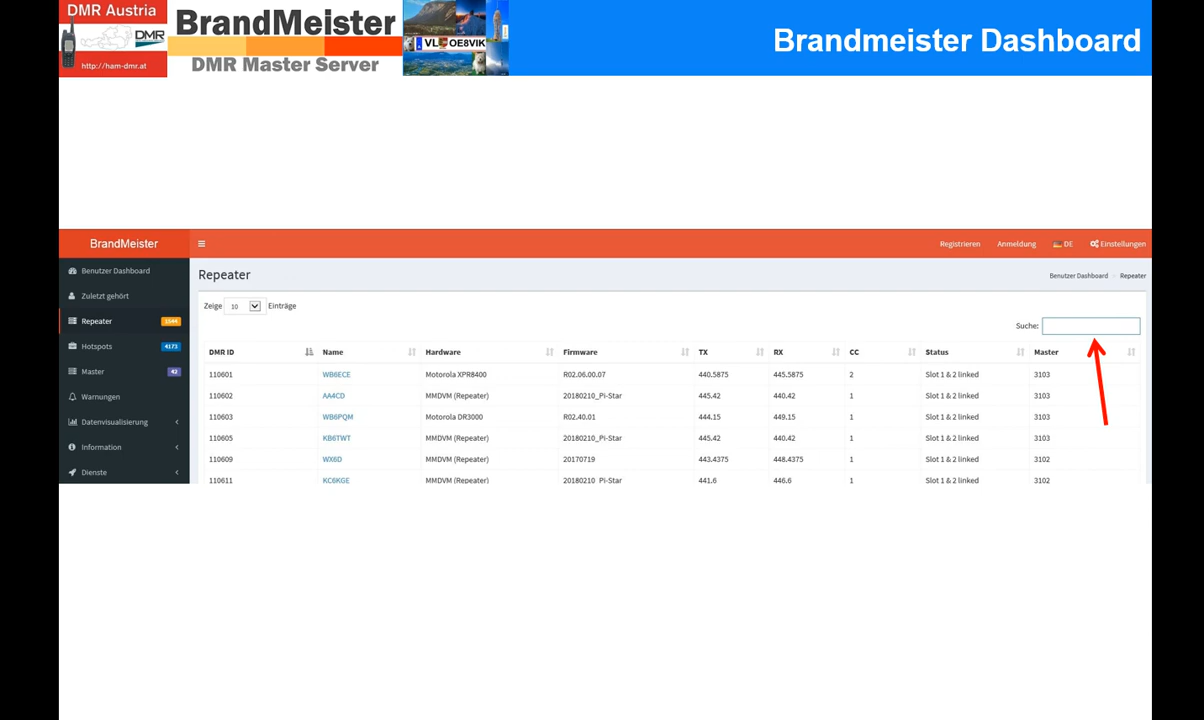 DMR Austria
DMR
http://ham-dmr.at
BrandMeister
DMR Master Server
VL OE8VIK
Brandmeister Dashboard
BrandMeister
Registrieren Anmeldung DE Einstellungen
Benutzer Dashboard
Zuletzt gehört
Repeater
Hotspots 4173
Master 42
Warnungen
Datenvisualisierung
Information
Dienste
Repeater
Benutzer Dashboard Repeater
Zeige 10 Einträge
Suche:
DMR ID Name Hardware Firmware TX RX CC Status Master
110601 WB6ECE Motorola XPR8400 R02.06.00.07 440.5875 445.5875 2 Slot 1 & 2 linked 3103
110602 AA4CD MMDVM (Repeater) 20180210_Pi-Star 445.42 440.42 1 Slot 1 & 2 linked 3103
110603 WB6PQM Motorola DR3000 R02.40.01 444.15 449.15 1 Slot 1 & 2 linked 3103
110605 KB6TWT MMDVM (Repeater) 20180210_Pi-Star 445.42 440.42 1 Slot 1 & 2 linked 3103
110609 WX6D MMDVM (Repeater) 20170719 443.4375 448.4375 1 Slot 1 & 2 linked 3102
110611 KC6KGE MMDVM (Repeater) 20180210_Pi-Star 441.6 446.6 1 Slot 1 & 2 linked 3102